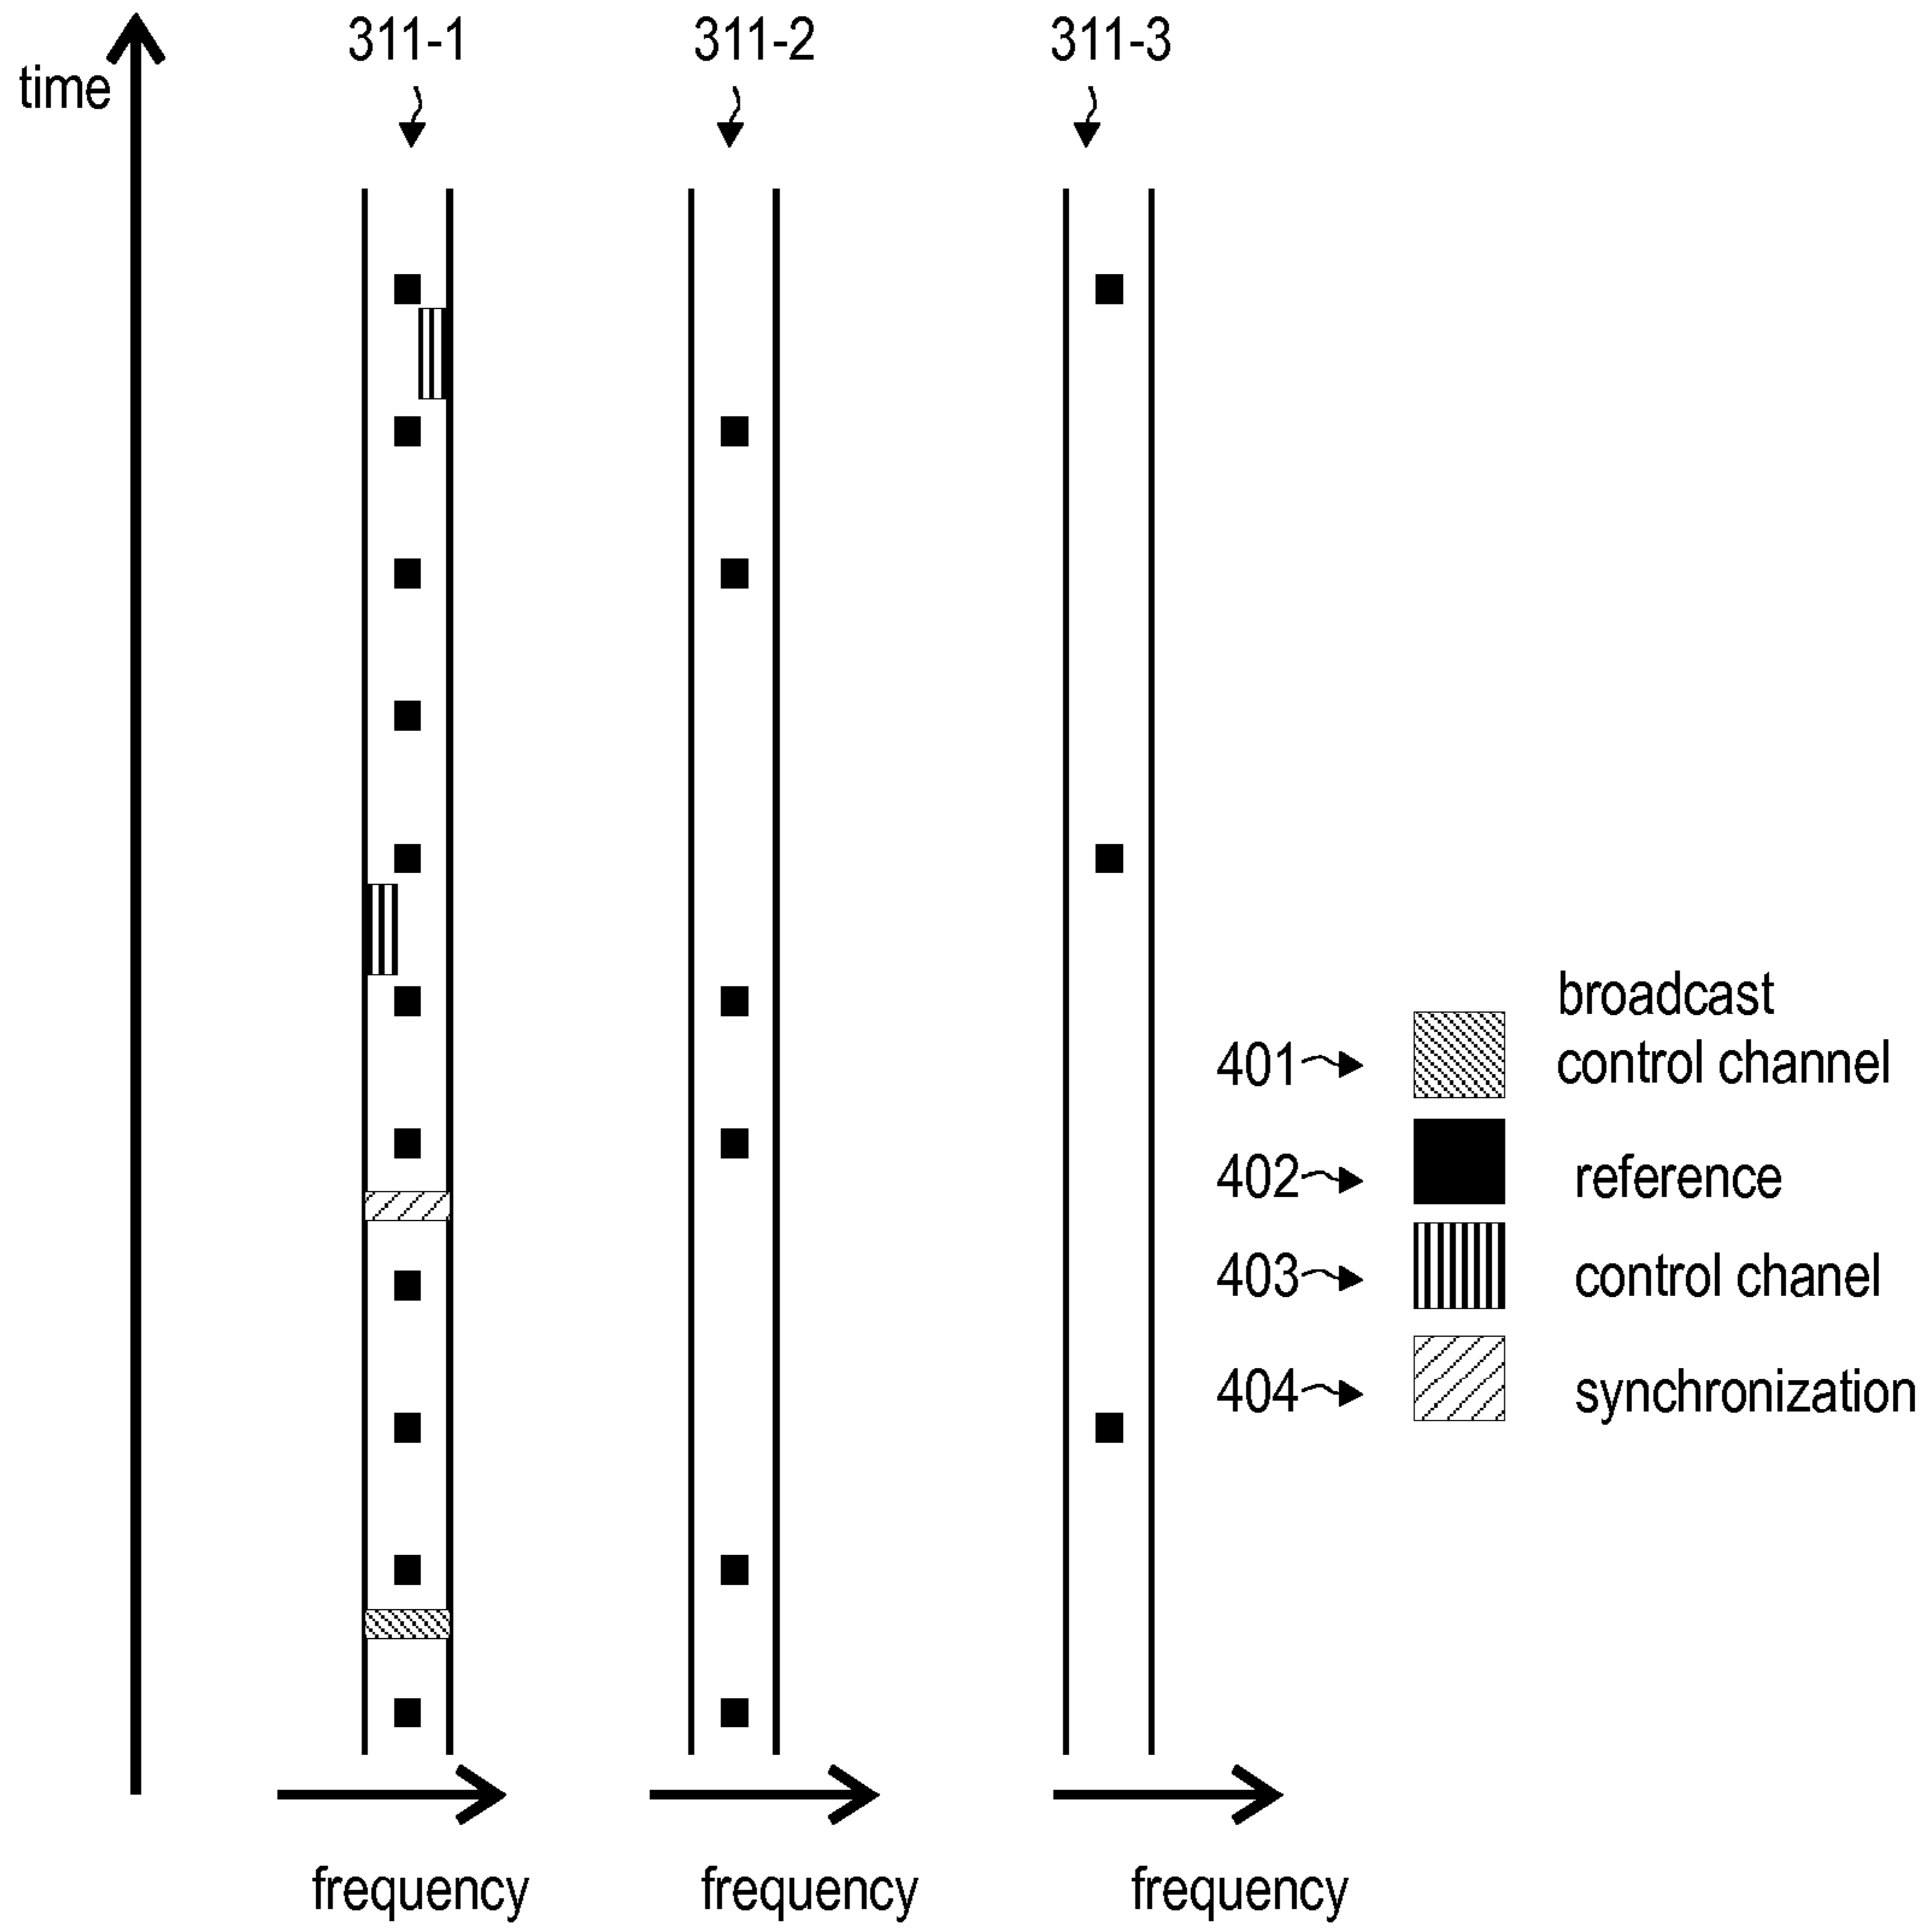 time
311-1
311-2
311-3
broadcast
401 control channel
402 reference
403 control chanel
404 synchronization
frequency
frequency
frequency